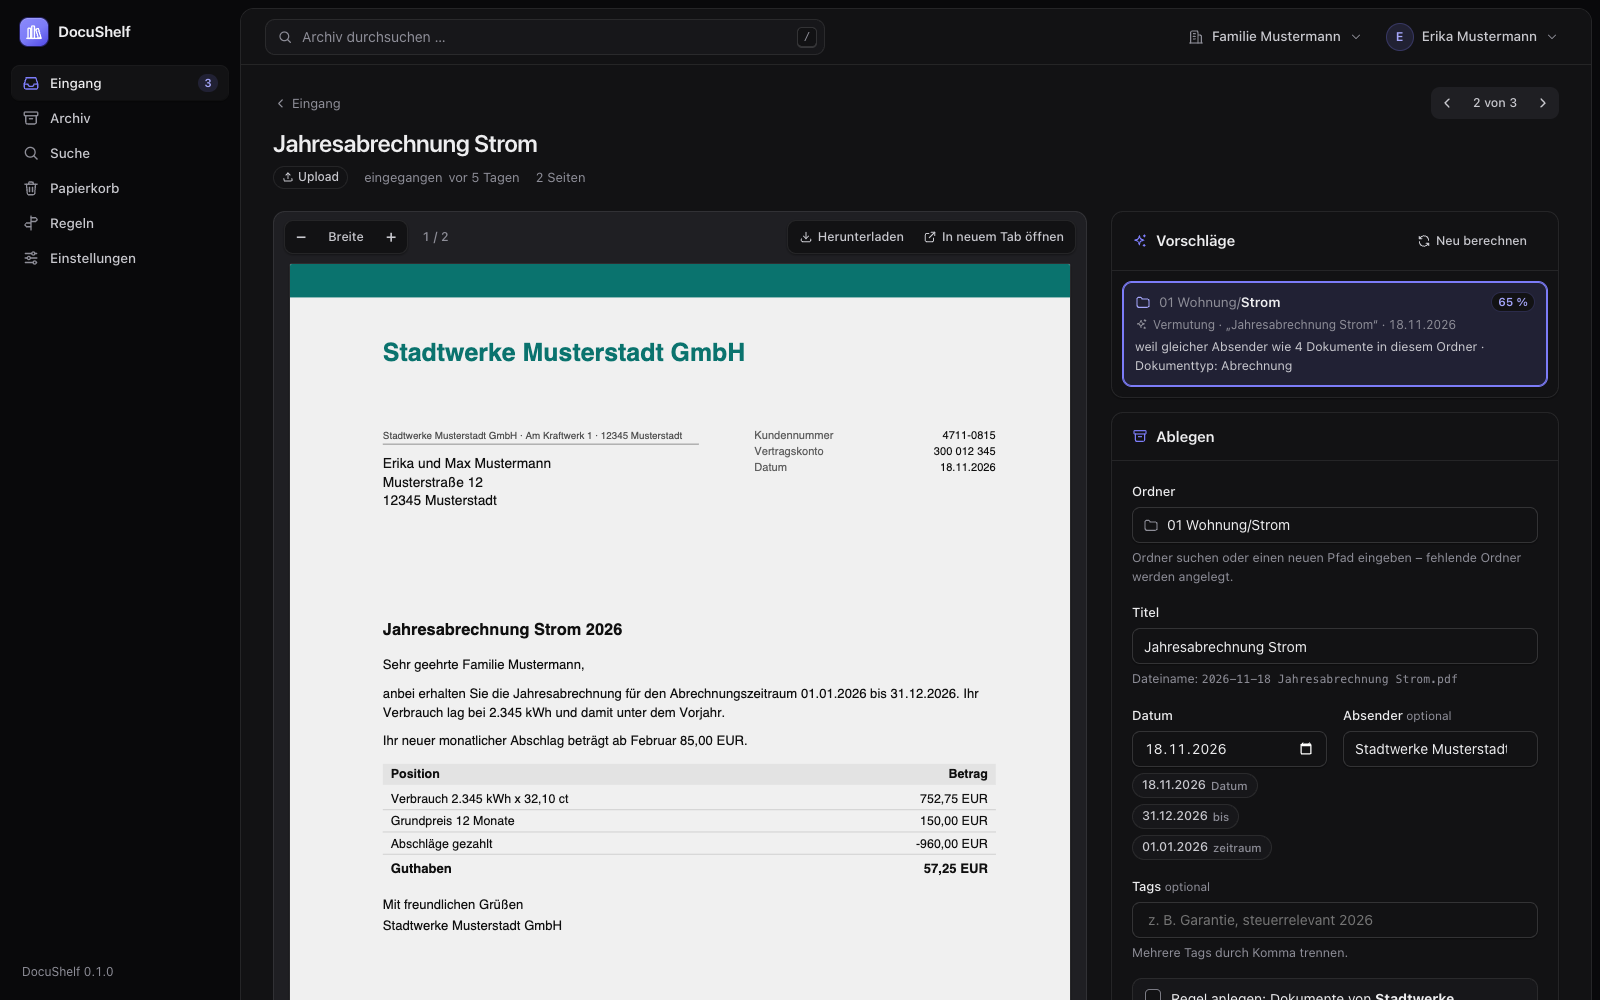 DocuShelf
Archiv durchsuchen …
/
Familie Mustermann
E
Erika Mustermann
Eingang
3
Archiv
Suche
Papierkorb
Regeln
Einstellungen
DocuShelf 0.1.0
Eingang
2 von 3
Jahresabrechnung Strom
Upload
eingegangen vor 5 Tagen
2 Seiten
Breite
1 / 2
Herunterladen
In neuem Tab öffnen
Stadtwerke Musterstadt GmbH
Stadtwerke Musterstadt GmbH · Am Kraftwerk 1 · 12345 Musterstadt
Erika und Max Mustermann
Musterstraße 12
12345 Musterstadt
Kundennummer 4711-0815
Vertragskonto 300 012 345
Datum 18.11.2026
Jahresabrechnung Strom 2026
Sehr geehrte Familie Mustermann,
anbei erhalten Sie die Jahresabrechnung für den Abrechnungszeitraum 01.01.2026 bis 31.12.2026. Ihr
Verbrauch lag bei 2.345 kWh und damit unter dem Vorjahr.
Ihr neuer monatlicher Abschlag beträgt ab Februar 85,00 EUR.
Position Betrag
Verbrauch 2.345 kWh x 32,10 ct 752,75 EUR
Grundpreis 12 Monate 150,00 EUR
Abschläge gezahlt -960,00 EUR
Guthaben 57,25 EUR
Mit freundlichen Grüßen
Stadtwerke Musterstadt GmbH
Vorschläge
Neu berechnen
01 Wohnung/Strom
65 %
Vermutung · „Jahresabrechnung Strom“ · 18.11.2026
weil gleicher Absender wie 4 Dokumente in diesem Ordner ·
Dokumenttyp: Abrechnung
Ablegen
Ordner
01 Wohnung/Strom
Ordner suchen oder einen neuen Pfad eingeben – fehlende Ordner
werden angelegt.
Titel
Jahresabrechnung Strom
Dateiname: 2026-11-18 Jahresabrechnung Strom.pdf
Datum
Absender optional
18.11.2026
Stadtwerke Musterstadt
18.11.2026 Datum
31.12.2026 bis
01.01.2026 zeitraum
Tags optional
z. B. Garantie, steuerrelevant 2026
Mehrere Tags durch Komma trennen.
Regel anlegen: Dokumente von Stadtwerke